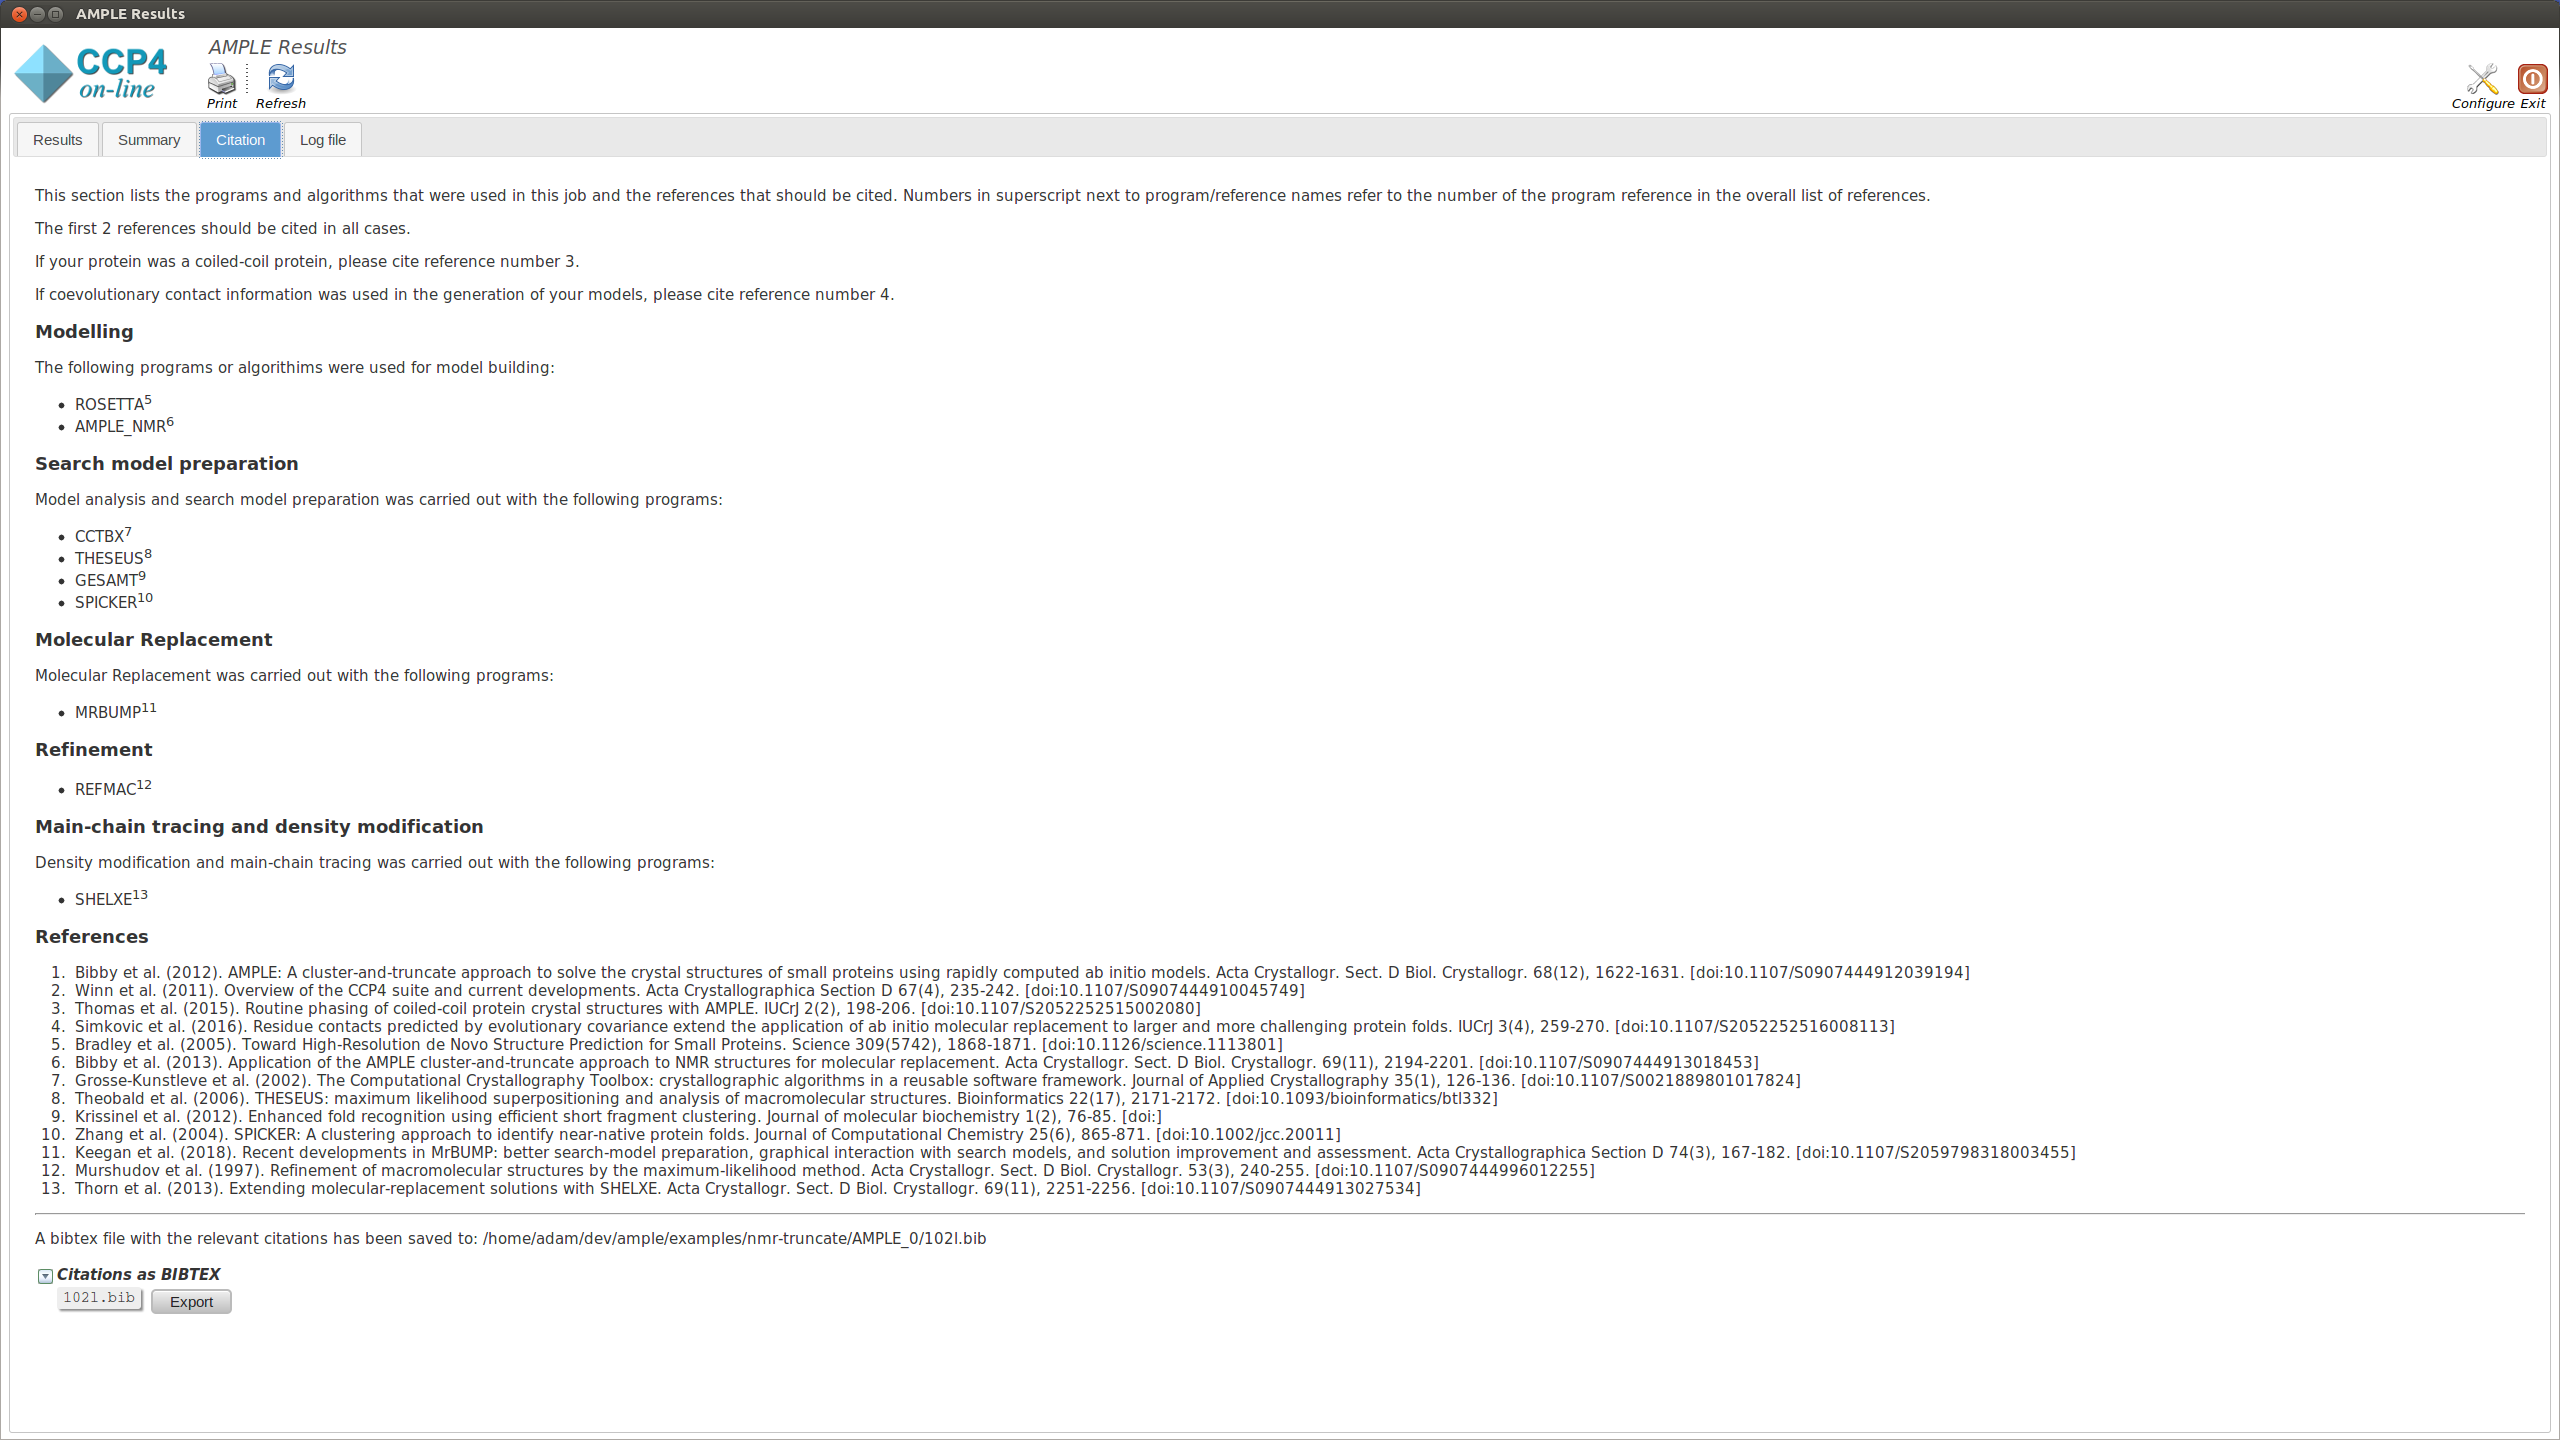 AMPLE Results
CCP4
on-line
AMPLE Results
Print
Refresh
Configure
Exit
Results
Summary
Citation
Log file
This section lists the programs and algorithms that were used in this job and the references that should be cited. Numbers in superscript next to program/reference names refer to the number of the program reference in the overall list of references.
The first 2 references should be cited in all cases.
If your protein was a coiled-coil protein, please cite reference number 3.
If coevolutionary contact information was used in the generation of your models, please cite reference number 4.
Modelling
The following programs or algorithims were used for model building:
• ROSETTA5
• AMPLE_NMR6
Search model preparation
Model analysis and search model preparation was carried out with the following programs:
• CCTBX7
• THESEUS8
• GESAMT9
• SPICKER10
Molecular Replacement
Molecular Replacement was carried out with the following programs:
• MRBUMP11
Refinement
• REFMAC12
Main-chain tracing and density modification
Density modification and main-chain tracing was carried out with the following programs:
• SHELXE13
References
1. Bibby et al. (2012). AMPLE: A cluster-and-truncate approach to solve the crystal structures of small proteins using rapidly computed ab initio models. Acta Crystallogr. Sect. D Biol. Crystallogr. 68(12), 1622-1631. [doi:10.1107/S0907444912039194]
2. Winn et al. (2011). Overview of the CCP4 suite and current developments. Acta Crystallographica Section D 67(4), 235-242. [doi:10.1107/S0907444910045749]
3. Thomas et al. (2015). Routine phasing of coiled-coil protein crystal structures with AMPLE. IUCrJ 2(2), 198-206. [doi:10.1107/S2052252515002080]
4. Simkovic et al. (2016). Residue contacts predicted by evolutionary covariance extend the application of ab initio molecular replacement to larger and more challenging protein folds. IUCrJ 3(4), 259-270. [doi:10.1107/S2052252516008113]
5. Bradley et al. (2005). Toward High-Resolution de Novo Structure Prediction for Small Proteins. Science 309(5742), 1868-1871. [doi:10.1126/science.1113801]
6. Bibby et al. (2013). Application of the AMPLE cluster-and-truncate approach to NMR structures for molecular replacement. Acta Crystallogr. Sect. D Biol. Crystallogr. 69(11), 2194-2201. [doi:10.1107/S0907444913018453]
7. Grosse-Kunstleve et al. (2002). The Computational Crystallography Toolbox: crystallographic algorithms in a reusable software framework. Journal of Applied Crystallography 35(1), 126-136. [doi:10.1107/S0021889801017824]
8. Theobald et al. (2006). THESEUS: maximum likelihood superpositioning and analysis of macromolecular structures. Bioinformatics 22(17), 2171-2172. [doi:10.1093/bioinformatics/btl332]
9. Krissinel et al. (2012). Enhanced fold recognition using efficient short fragment clustering. Journal of molecular biochemistry 1(2), 76-85. [doi:]
10. Zhang et al. (2004). SPICKER: A clustering approach to identify near-native protein folds. Journal of Computational Chemistry 25(6), 865-871. [doi:10.1002/jcc.20011]
11. Keegan et al. (2018). Recent developments in MrBUMP: better search-model preparation, graphical interaction with search models, and solution improvement and assessment. Acta Crystallographica Section D 74(3), 167-182. [doi:10.1107/S2059798318003455]
12. Murshudov et al. (1997). Refinement of macromolecular structures by the maximum-likelihood method. Acta Crystallogr. Sect. D Biol. Crystallogr. 53(3), 240-255. [doi:10.1107/S0907444996012255]
13. Thorn et al. (2013). Extending molecular-replacement solutions with SHELXE. Acta Crystallogr. Sect. D Biol. Crystallogr. 69(11), 2251-2256. [doi:10.1107/S0907444913027534]
A bibtex file with the relevant citations has been saved to: /home/adam/dev/ample/examples/nmr-truncate/AMPLE_0/102l.bib
Citations as BIBTEX
102l.bib
Export